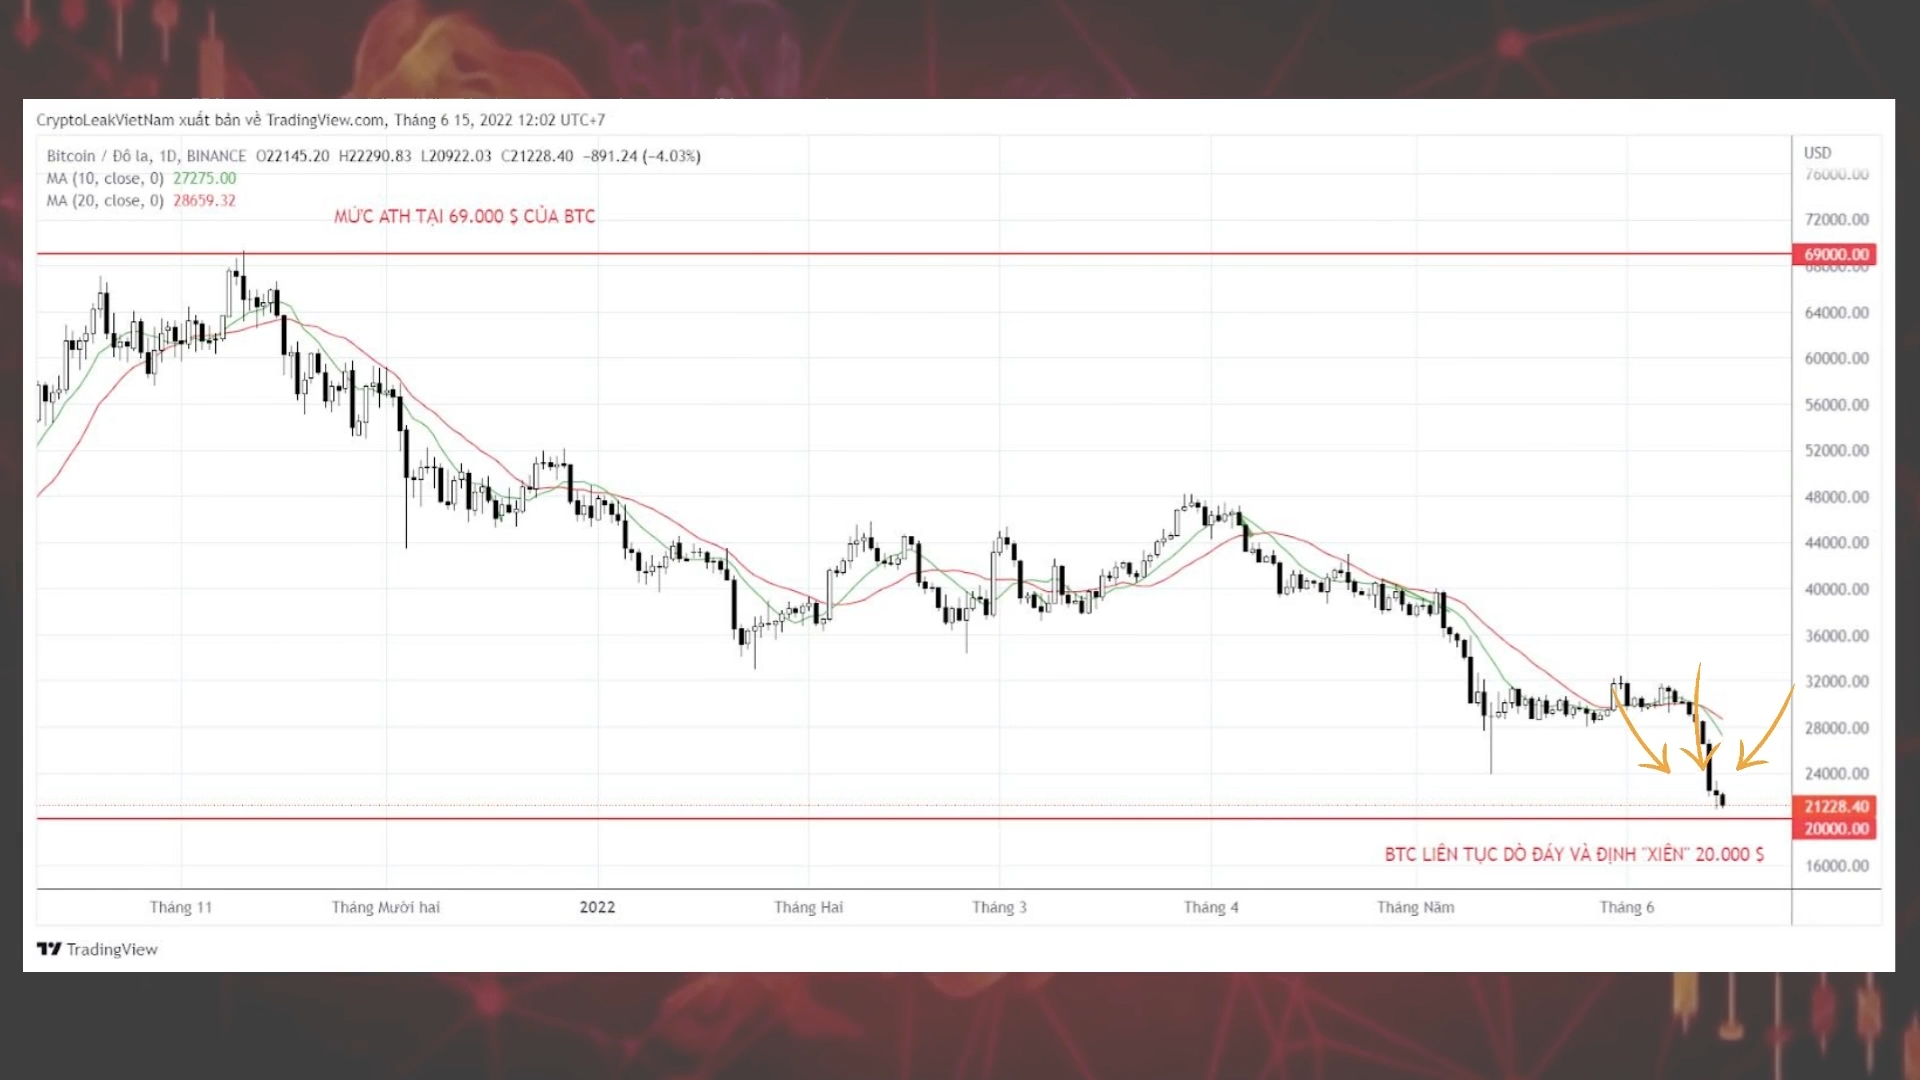 CryptoLeakVietNam xuất bản về TradingView.com, Tháng 6 15, 2022 12:02 UTC+7
Bitcoin / Đô la, 1D, BINANCE O22145.20 H22290.83 L20922.03 C21228.40 −891.24 (−4.03%)
MA (10, close, 0) 27275.00
MA (20, close, 0) 28659.32
MỨC ATH TẠI 69.000 $ CỦA BTC
USD
76000.00
72000.00
69000.00
68000.00
64000.00
60000.00
56000.00
52000.00
48000.00
44000.00
40000.00
36000.00
32000.00
28000.00
24000.00
21228.40
20000.00
16000.00
BTC LIÊN TỤC DÒ ĐÁY VÀ ĐỊNH "XIÊN" 20.000 $
Tháng 11 Tháng Mười hai 2022 Tháng Hai Tháng 3 Tháng 4 Tháng Năm Tháng 6
TradingView